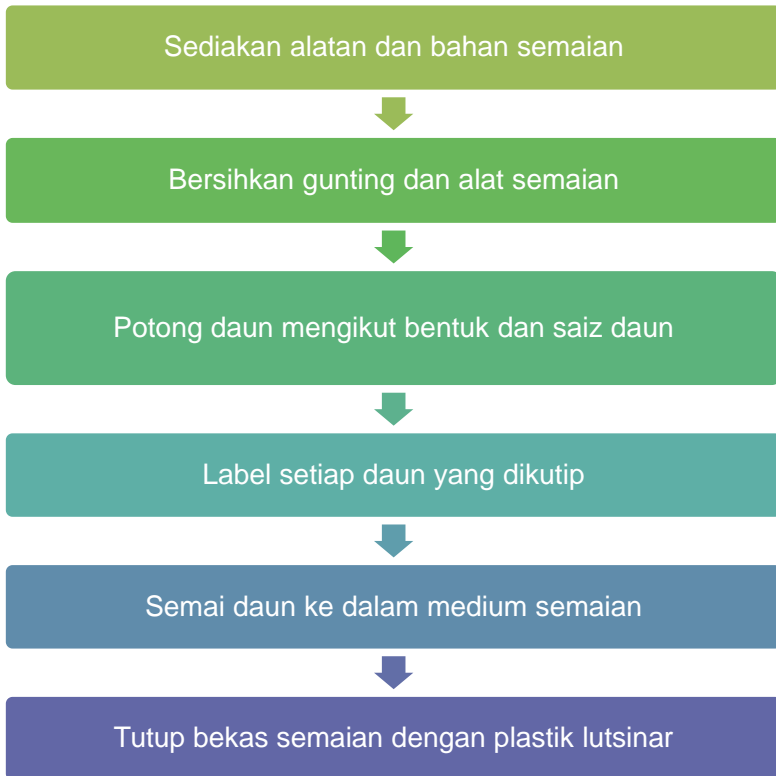 Sediakan alatan dan bahan semaian
Bersihkan gunting dan alat semaian
Potong daun mengikut bentuk dan saiz daun
Label setiap daun yang dikutip
Semai daun ke dalam medium semaian
Tutup bekas semaian dengan plastik lutsinar